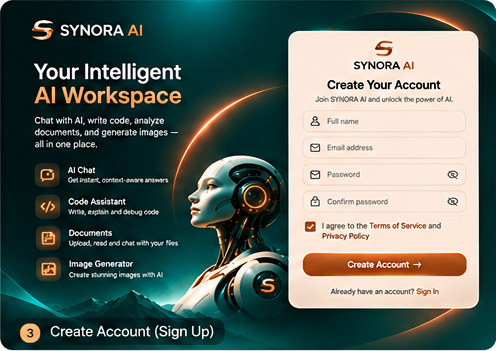 SYNORA AI
Your Intelligent
AI Workspace
Chat with AI, write code, analyze
documents, and generate images —
all in one place.
AI Chat
Get instant, context-aware answers
Code Assistant
Write, explain and debug code
Documents
Upload, read and chat with your files
Image Generator
Create stunning images with AI
S
SYNORA AI
Create Your Account
Join SYNORA AI and unlock the power of AI.
Full name
Email address
Password
Confirm password
I agree to the Terms of Service and
Privacy Policy
Create Account →
Already have an account? Sign In
3 Create Account (Sign Up)